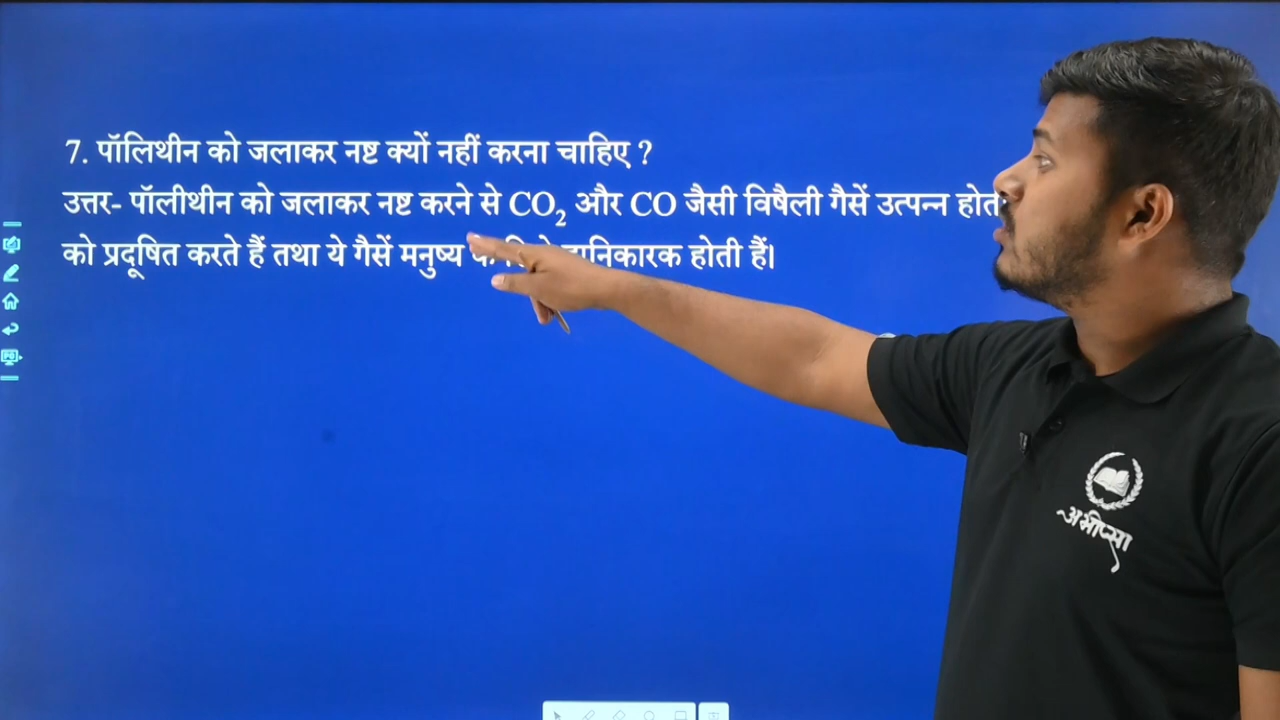 7. पॉलिथीन को जलाकर नष्ट क्यों नहीं करना चाहिए ?
उत्तर- पॉलीथीन को जलाकर नष्ट करने से CO₂ और CO जैसी विषैली गैसें उत्पन्न
को प्रदूषित करते हैं तथा ये गैसें मनुष्य होती हैं।
अभीप्सा